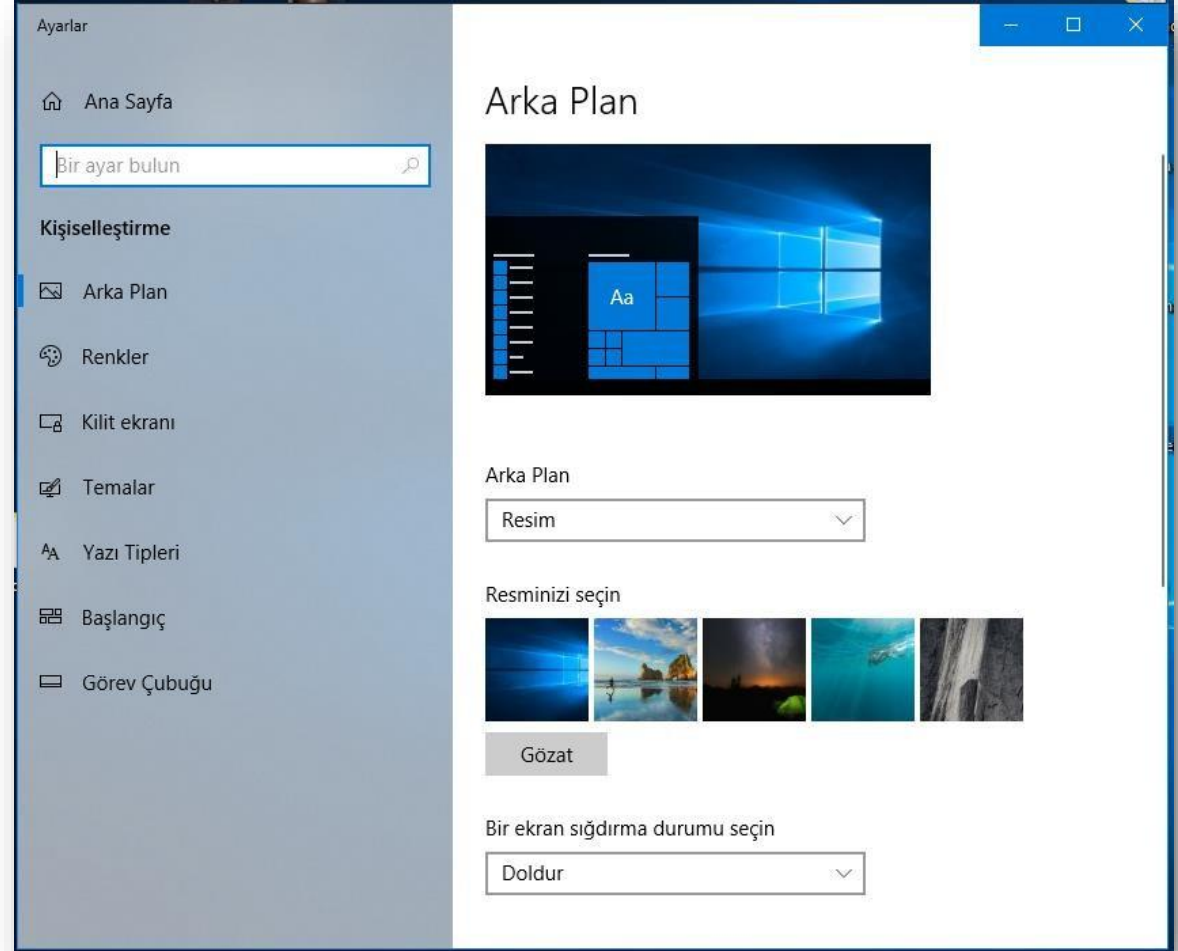 Ayarlar
Ana Sayfa
Bir ayar bulun
Kişiselleştirme
Arka Plan
Renkler
Kilit ekranı
Temalar
Yazı Tipleri
Başlangıç
Görev Çubuğu
Arka Plan
Aa
Arka Plan
Resim
Resminizi seçin
Gözat
Bir ekran sığdırma durumu seçin
Doldur